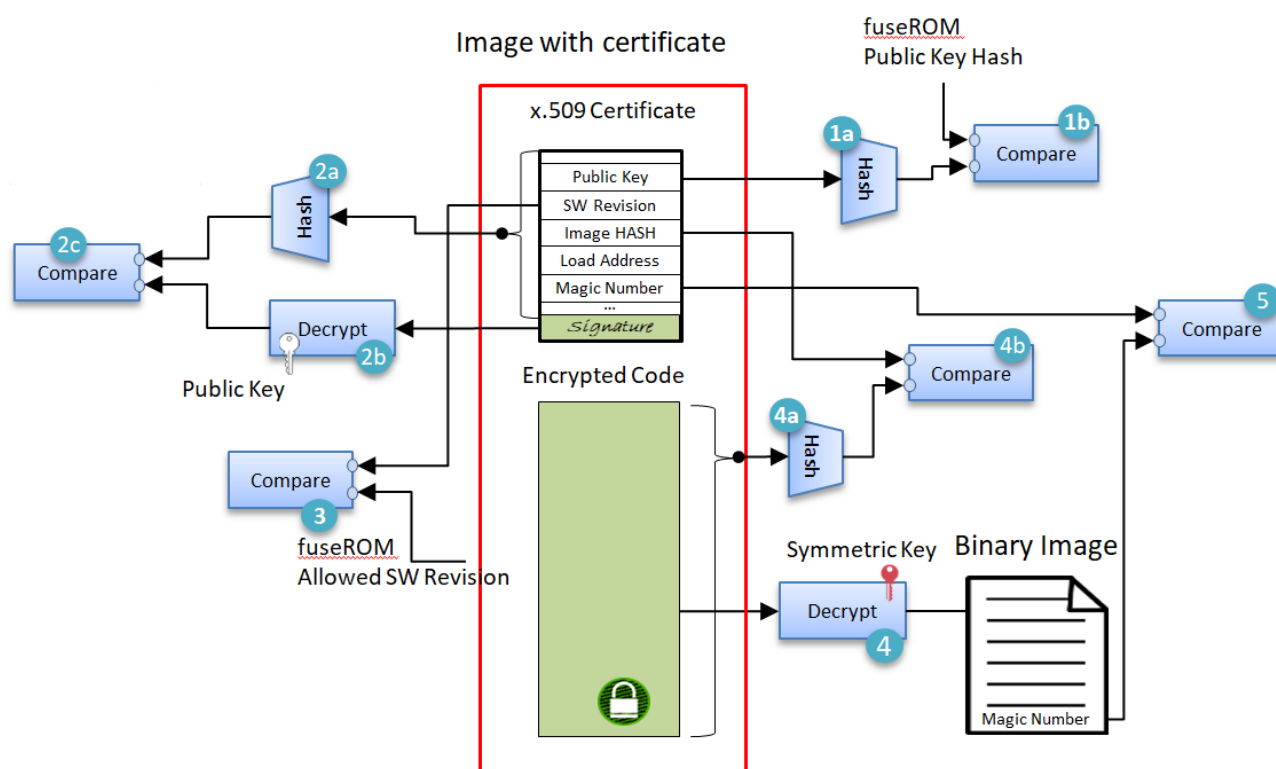 Image with certificate
fuseROM
Public Key Hash
x.509 Certificate
1a
Hash
1b
Compare
2a
Hash
2c
Compare
Decrypt
2b
Public Key
Public Key
SW Revision
Image HASH
Load Address
Magic Number
...
Signature
5
Compare
4b
Compare
Encrypted Code
4a
Hash
Compare
3
fuseROM
Allowed SW Revision
Symmetric Key
Decrypt
4
Binary Image
Magic Number